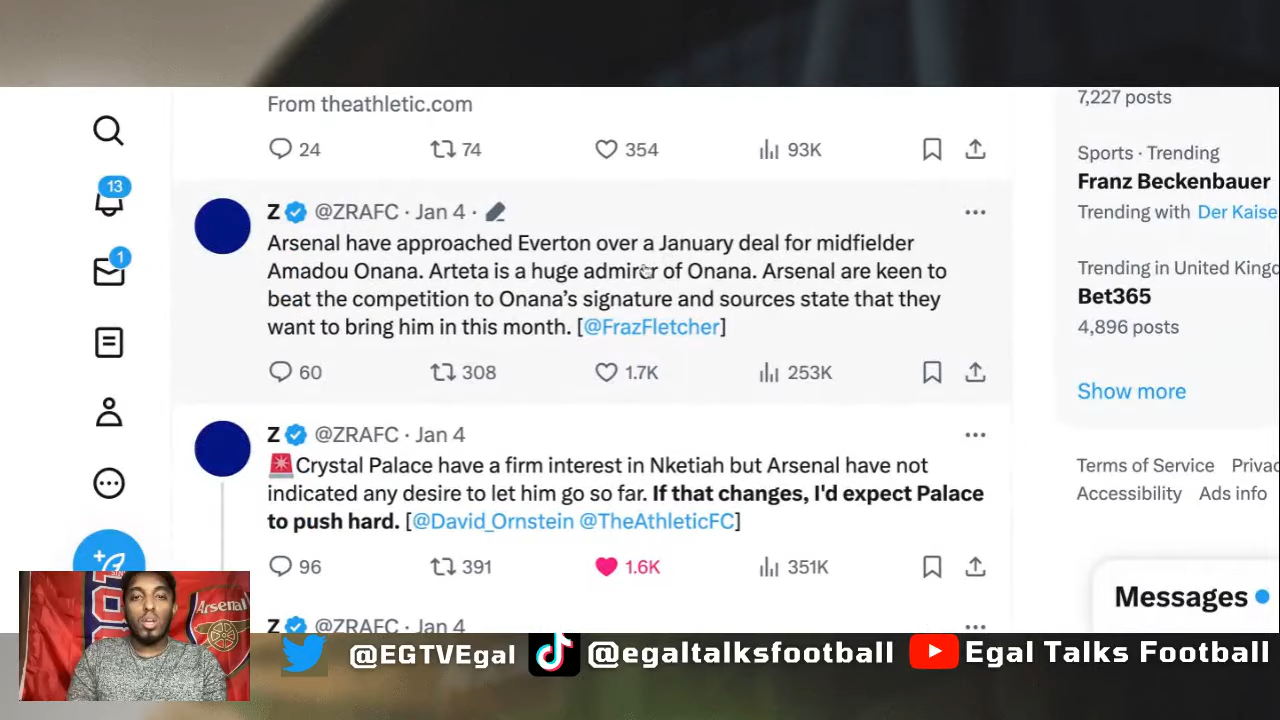 From theathletic.com
24 74 354 93K
Z @ZRAFC · Jan 4 ·
Arsenal have approached Everton over a January deal for midfielder
Amadou Onana. Arteta is a huge admirer of Onana. Arsenal are keen to
beat the competition to Onana's signature and sources state that they
want to bring him in this month. [@FrazFletcher]
60 308 1.7K 253K
Z @ZRAFC · Jan 4
🚨Crystal Palace have a firm interest in Nketiah but Arsenal have not
indicated any desire to let him go so far. If that changes, I'd expect Palace
to push hard. [@David_Ornstein @TheAthleticFC]
96 391 1.6K 351K
Z @ZRAFC · Jan 4
13
1
7,227 posts
Sports · Trending
Franz Beckenbauer
Trending with Der Kaise
Trending in United Kingd
Bet365
4,896 posts
Show more
Terms of Service Privac
Accessibility Ads info
Messages
Arsenal
@EGTVEgal @egaltalksfootball Egal Talks Football